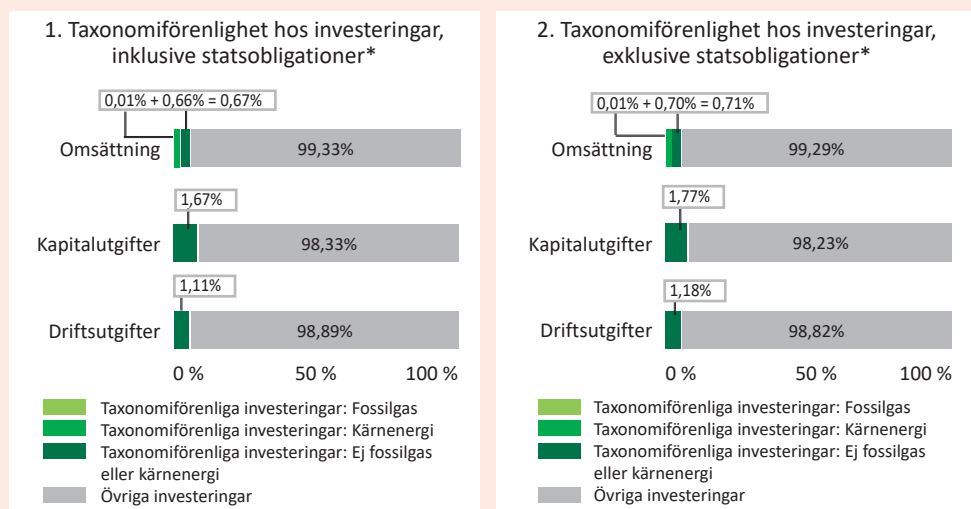 1. Taxonomiförenlighet hos investeringar,
inklusive statsobligationer*
0,01% + 0,66% = 0,67%
Omsättning
99,33%
1,67%
Kapitalutgifter
98,33%
1,11%
Driftsutgifter
98,89%
0 % 50 % 100 %
Taxonomiförenliga investeringar: Fossilgas
Taxonomiförenliga investeringar: Kärnenergi
Taxonomiförenliga investeringar: Ej fossilgas
eller kärnenergi
Övriga investeringar
2. Taxonomiförenlighet hos investeringar,
exklusive statsobligationer*
0,01% + 0,70% = 0,71%
Omsättning
99,29%
1,77%
Kapitalutgifter
98,23%
1,18%
Driftsutgifter
98,82%
0 % 50 % 100 %
Taxonomiförenliga investeringar: Fossilgas
Taxonomiförenliga investeringar: Kärnenergi
Taxonomiförenliga investeringar: Ej fossilgas
eller kärnenergi
Övriga investeringar